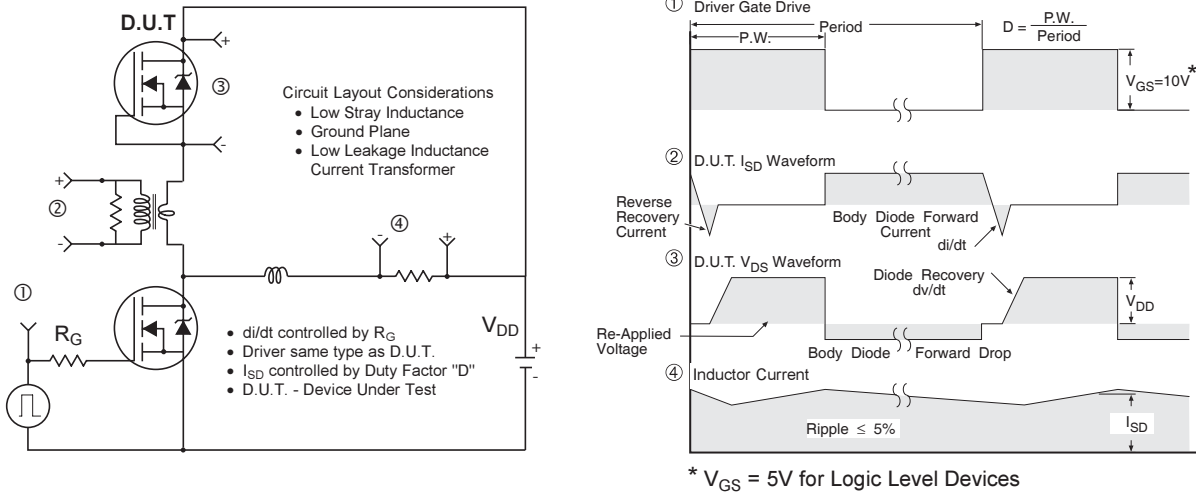 D.U.T
+
③
-
Circuit Layout Considerations
• Low Stray Inductance
• Ground Plane
• Low Leakage Inductance
Current Transformer
+
②
-
④
-
+
①
R_G
V_DD
+
-
• di/dt controlled by R_G
• Driver same type as D.U.T.
• I_SD controlled by Duty Factor "D"
• D.U.T. - Device Under Test
① Driver Gate Drive
P.W.
Period
D = P.W. / Period
V_GS=10V*
② D.U.T. I_SD Waveform
Reverse
Recovery
Current
Body Diode Forward
Current
di/dt
③ D.U.T. V_DS Waveform
Diode Recovery
dv/dt
V_DD
Re-Applied
Voltage
Body Diode Forward Drop
④ Inductor Current
Ripple ≤ 5%
I_SD
* V_GS = 5V for Logic Level Devices